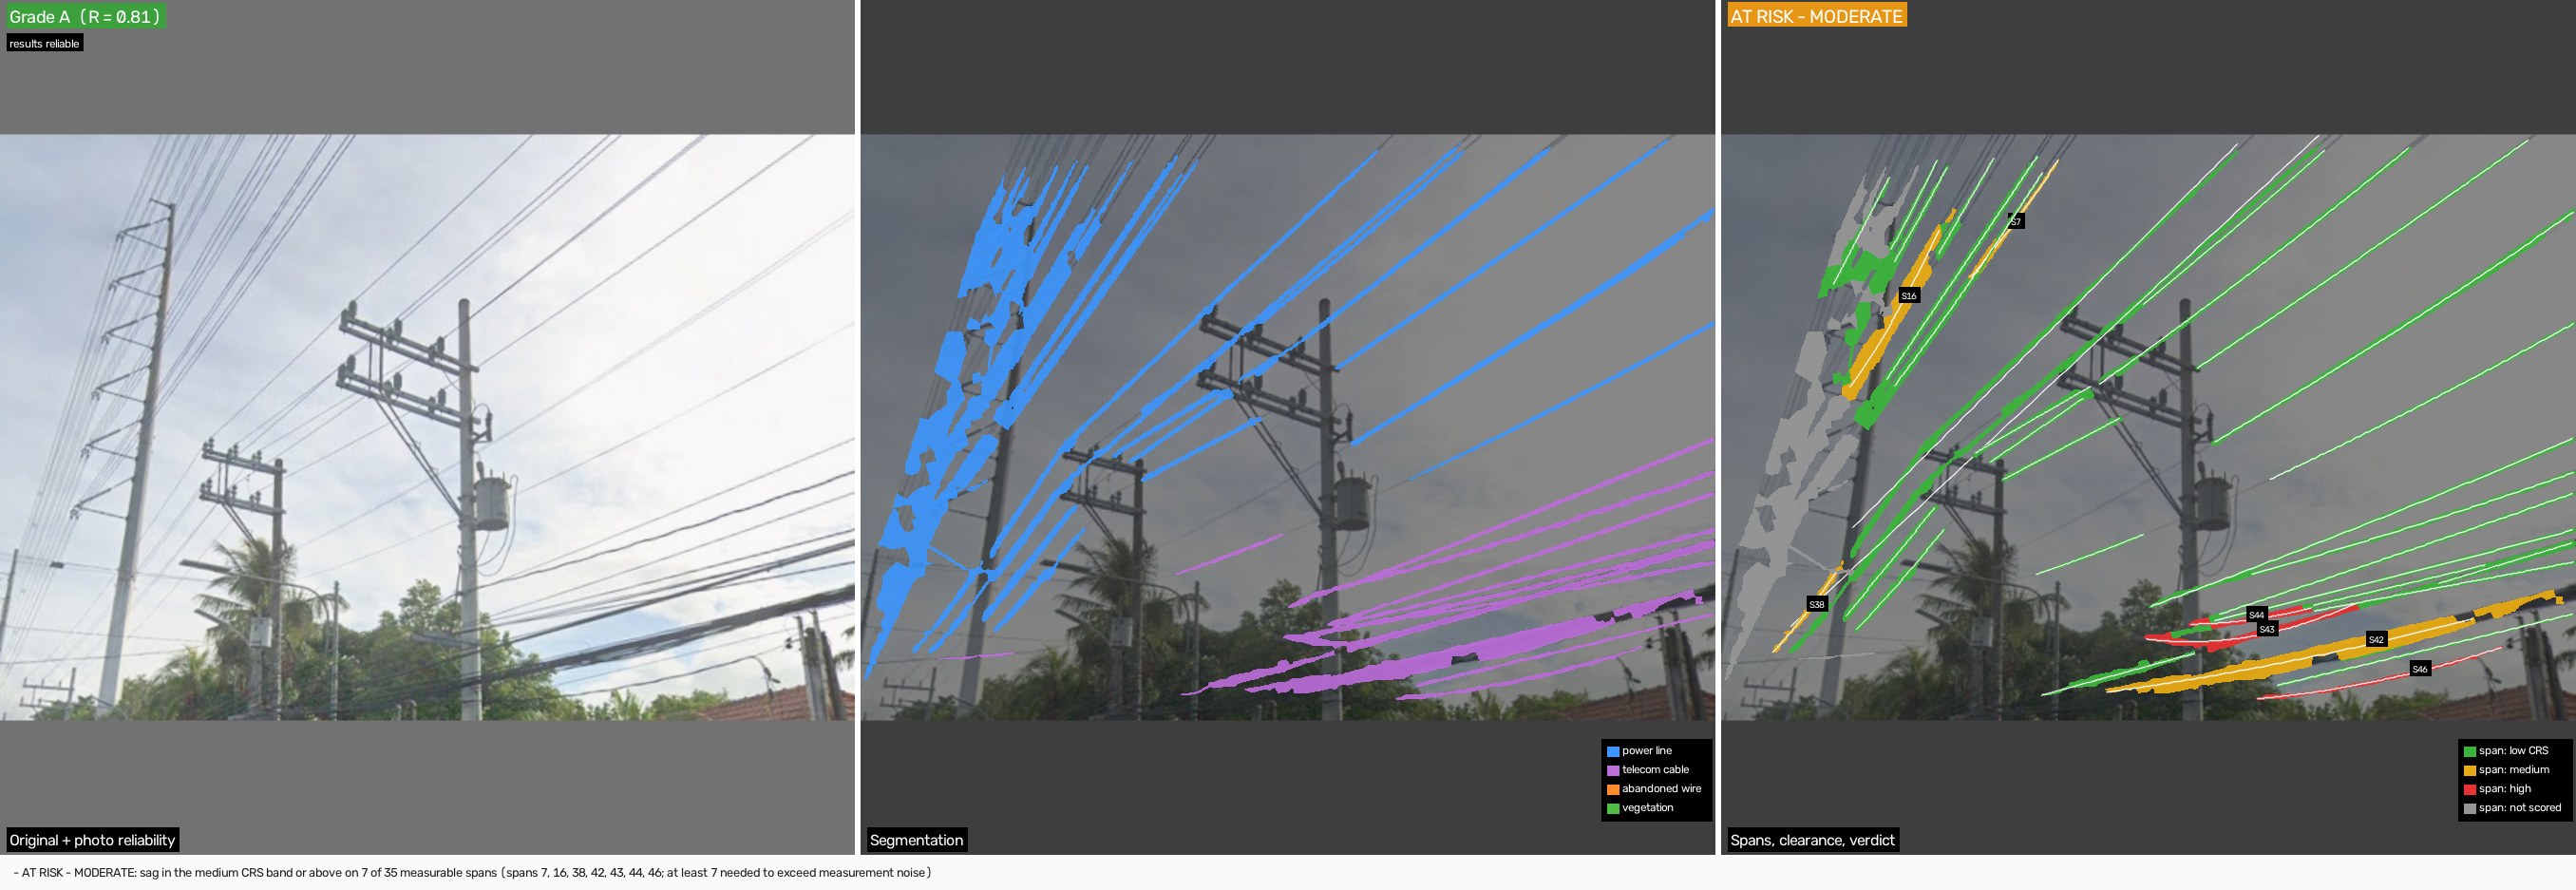 Grade A (R = 0.81)
results reliable
Original + photo reliability
Segmentation
power line
telecom cable
abandoned wire
vegetation
AT RISK - MODERATE
S7
S16
S38
S44
S43
S42
S46
span: low CRS
span: medium
span: high
span: not scored
Spans, clearance, verdict
- AT RISK - MODERATE: sag in the medium CRS band or above on 7 of 35 measurable spans (spans 7, 16, 38, 42, 43, 44, 46; at least 7 needed to exceed measurement noise)